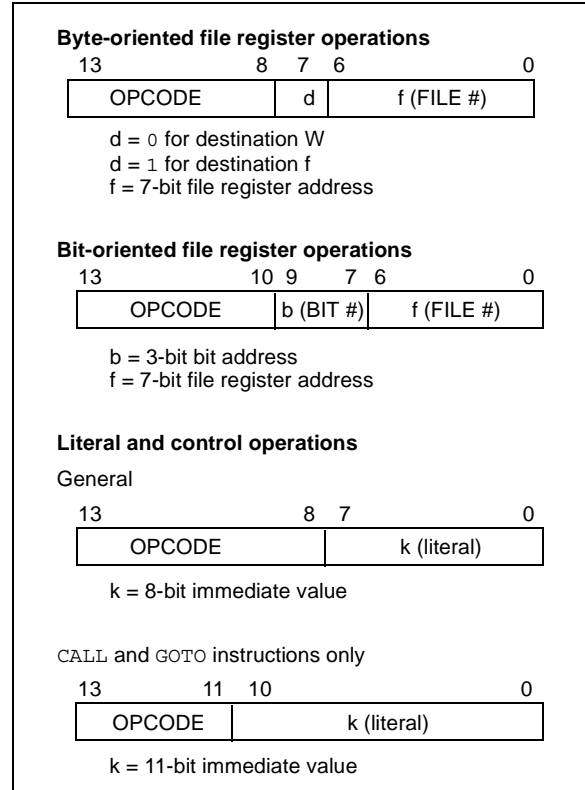 Byte-oriented file register operations
13 8 7 6 0
OPCODE d f (FILE #)
d = 0 for destination W
d = 1 for destination f
f = 7-bit file register address
Bit-oriented file register operations
13 10 9 7 6 0
OPCODE b (BIT #) f (FILE #)
b = 3-bit bit address
f = 7-bit file register address
Literal and control operations
General
13 8 7 0
OPCODE k (literal)
k = 8-bit immediate value
CALL and GOTO instructions only
13 11 10 0
OPCODE k (literal)
k = 11-bit immediate value